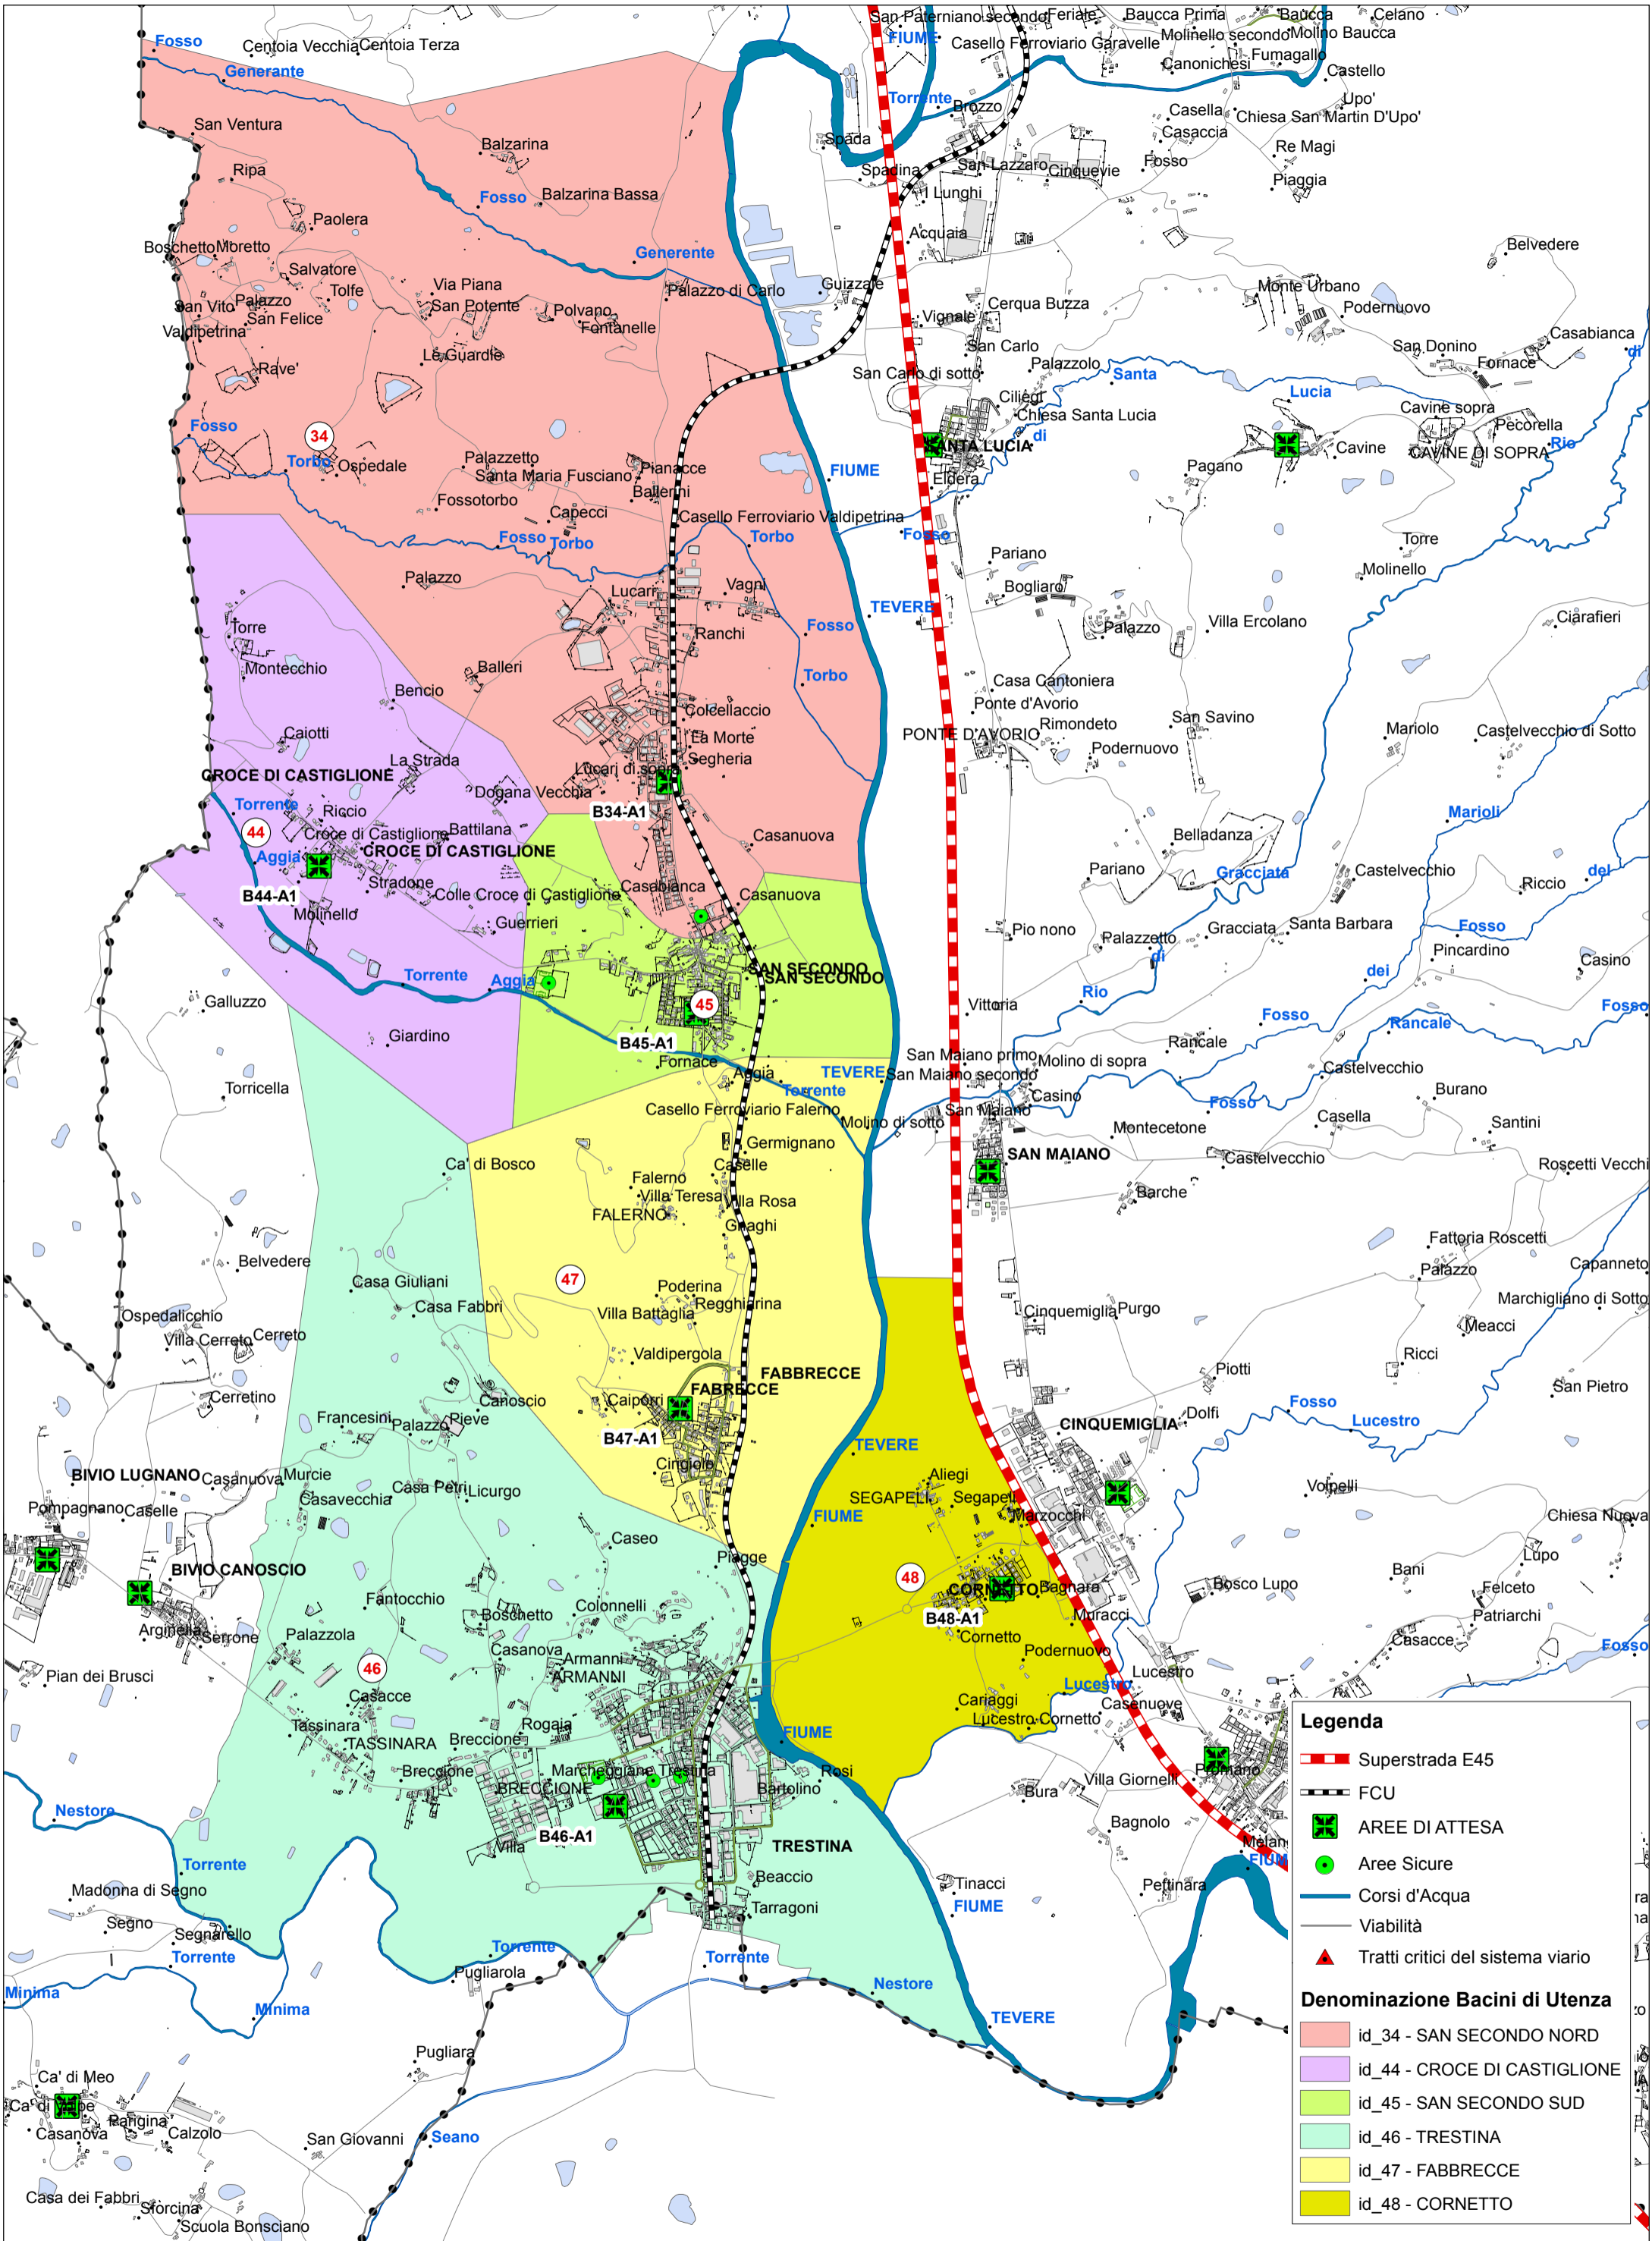 San Paterniano secondo
Feriale
Baucca Prima
Baucca
Celano
Fosso
Centoia Vecchia
Centoia Terza
FIUME
Casello Ferroviario Garavelle
Molinello secondo
Molino Baucca
Canonichesi
Fumagallo
Generante
Castello
Torrente
Brozzo
Upo'
Casella
Chiesa San Martin D'Upo'
San Ventura
Casaccia
Balzarina
Spada
Fosso
Re Magi
Ripa
Spadina
San Lazzaro
Cinquevie
Piaggia
Fosso
Balzarina Bassa
I Lunghi
Paolera
Acquaia
Boschetto
Moretto
Generente
Belvedere
Salvatore
Tolfe
Via Piana
Palazzo di Carlo
Guizzale
Monte Urbano
San Vito
Palazzo
San Felice
San Potente
Polvano
Fontanelle
Cerqua Buzza
Vignale
Podernuovo
Valdipetrina
Le Guardie
San Carlo
San Donino
Casabianca
di
Rave'
San Carlo di sotto
Palazzolo
Santa
Fornace
Ciliegi
Lucia
Chiesa Santa Lucia
Cavine sopra
Pecorella
Fosso
34
di
SANTA LUCIA
Cavine
CAVINE DI SOPRA
Rio
Torbo
Ospedale
Palazzetto
Santa Maria Fusciano
Pianacce
FIUME
Eldera
Pagano
Fossotorbo
Ballerini
Capecci
Casello Ferroviario Valdipetrina
Fosso
Torbo
Torbo
Fosso
Pariano
Torre
Palazzo
Lucari
Vagni
Bogliaro
Molinello
TEVERE
Torre
Ranchi
Fosso
Palazzo
Villa Ercolano
Ciarafieri
Montecchio
Balleri
Torbo
Bencio
Casa Cantoniera
Colcellaccio
Ponte d'Avorio
Rimondeto
San Savino
Caiotti
La Morte
PONTE D'AVORIO
Podernuovo
Mariolo
Castelvecchio di Sotto
La Strada
Segheria
CROCE DI CASTIGLIONE
Lucari di sopra
Dogana Vecchia
Torrente
Riccio
B34-A1
Marioli
44
Croce di Castiglione
Battilana
Casanuova
Belladanza
Aggia
CROCE DI CASTIGLIONE
Pariano
Gracciata
Castelvecchio
del
B44-A1
Stradone
Colle Croce di Castiglione
Casabianca
Casanuova
Riccio
Molinello
Guerrieri
Pio nono
Palazzetto
Gracciata
Santa Barbara
Fosso
Pincardino
di
SAN SECONDO
SAN SECONDO
dei
Casino
Torrente
Aggia
Galluzzo
45
Vittoria
Rio
Fosso
Fosso
Giardino
B45-A1
Rancale
Rancale
Fornace
San Maiano primo
Molino di sopra
Aggia
TEVERE
San Maiano secondo
Castelvecchio
Torricella
Torrente
Casino
Burano
Casello Ferroviario Falerno
San Maiano
Fosso
Casella
Molino di sotto
Montecetone
Santini
Germignano
SAN MAIANO
Castelvecchio
Ca' di Bosco
Caselle
Roscetti Vecchi
Falerno
Villa Teresa
Villa Rosa
Barche
FALERNO
Gnaghi
Fattoria Roscetti
Belvedere
47
Palazzo
Capanneto
Casa Giuliani
Poderina
Regghiarina
Casa Fabbri
Villa Battaglia
Cinquemiglia
Purgo
Marchigliano di Sotto
Ospedalicchio
Meacci
Villa Cerreto
Cerreto
Valdipergola
Ricci
FABBRECCE
Piotti
Cerretino
FABRECCE
San Pietro
Canoscio
Caiporri
Fosso
Francesini
Palazzo
Pieve
Dolfi
Lucestro
B47-A1
CINQUEMIGLIA
TEVERE
BIVIO LUGNANO
Casanuova
Murcie
Cingiolo
Aliegi
Casa Petri
Licurgo
SEGAPELI
Segapeli
Volpelli
Pompagnano
Caselle
Casavecchia
FIUME
Marzocchi
Chiesa Nuova
Caseo
Piagge
Lupo
BIVIO CANOSCIO
48
CORNETTO
Bagnara
Bosco Lupo
Bani
Felceto
Fantocchio
Colonnelli
B48-A1
Muracci
Patriarchi
Boschetto
Arginella
Serrone
Palazzola
Cornetto
Casacce
Casanova
Podernuovo
Fosso
Armanni
ARMANNI
46
Lucestro
Pian dei Brusci
Lucestro
Casacce
Cariaggi
Casenuove
Tassinara
Rogaia
FIUME
Lucestro Cornetto
TASSINARA
Breccione
Breccione
Marcheggiane
Trestina
Rosi
Villa Giornelli
Promano
BRECCIONE
Bartolino
Bura
Nestore
Bagnolo
B46-A1
TRESTINA
Villa
Melan
FIUM
Torrente
Beaccio
Tinacci
Madonna di Segno
Pettinara
Tarragoni
FIUME
Segno
Segnarello
Torrente
Torrente
Torrente
Pugliarola
Nestore
Minima
Minima
TEVERE
Pugliara
Ca' di Meo
Parigina
Casanova
Calzolo
San Giovanni
Seano
Casa dei Fabbri
Sforcina
Scuola Bonsciano
Legenda
Superstrada E45
FCU
AREE DI ATTESA
Aree Sicure
Corsi d'Acqua
Viabilità
Tratti critici del sistema viario
Denominazione Bacini di Utenza
id_34 - SAN SECONDO NORD
id_44 - CROCE DI CASTIGLIONE
id_45 - SAN SECONDO SUD
id_46 - TRESTINA
id_47 - FABBRECCE
id_48 - CORNETTO